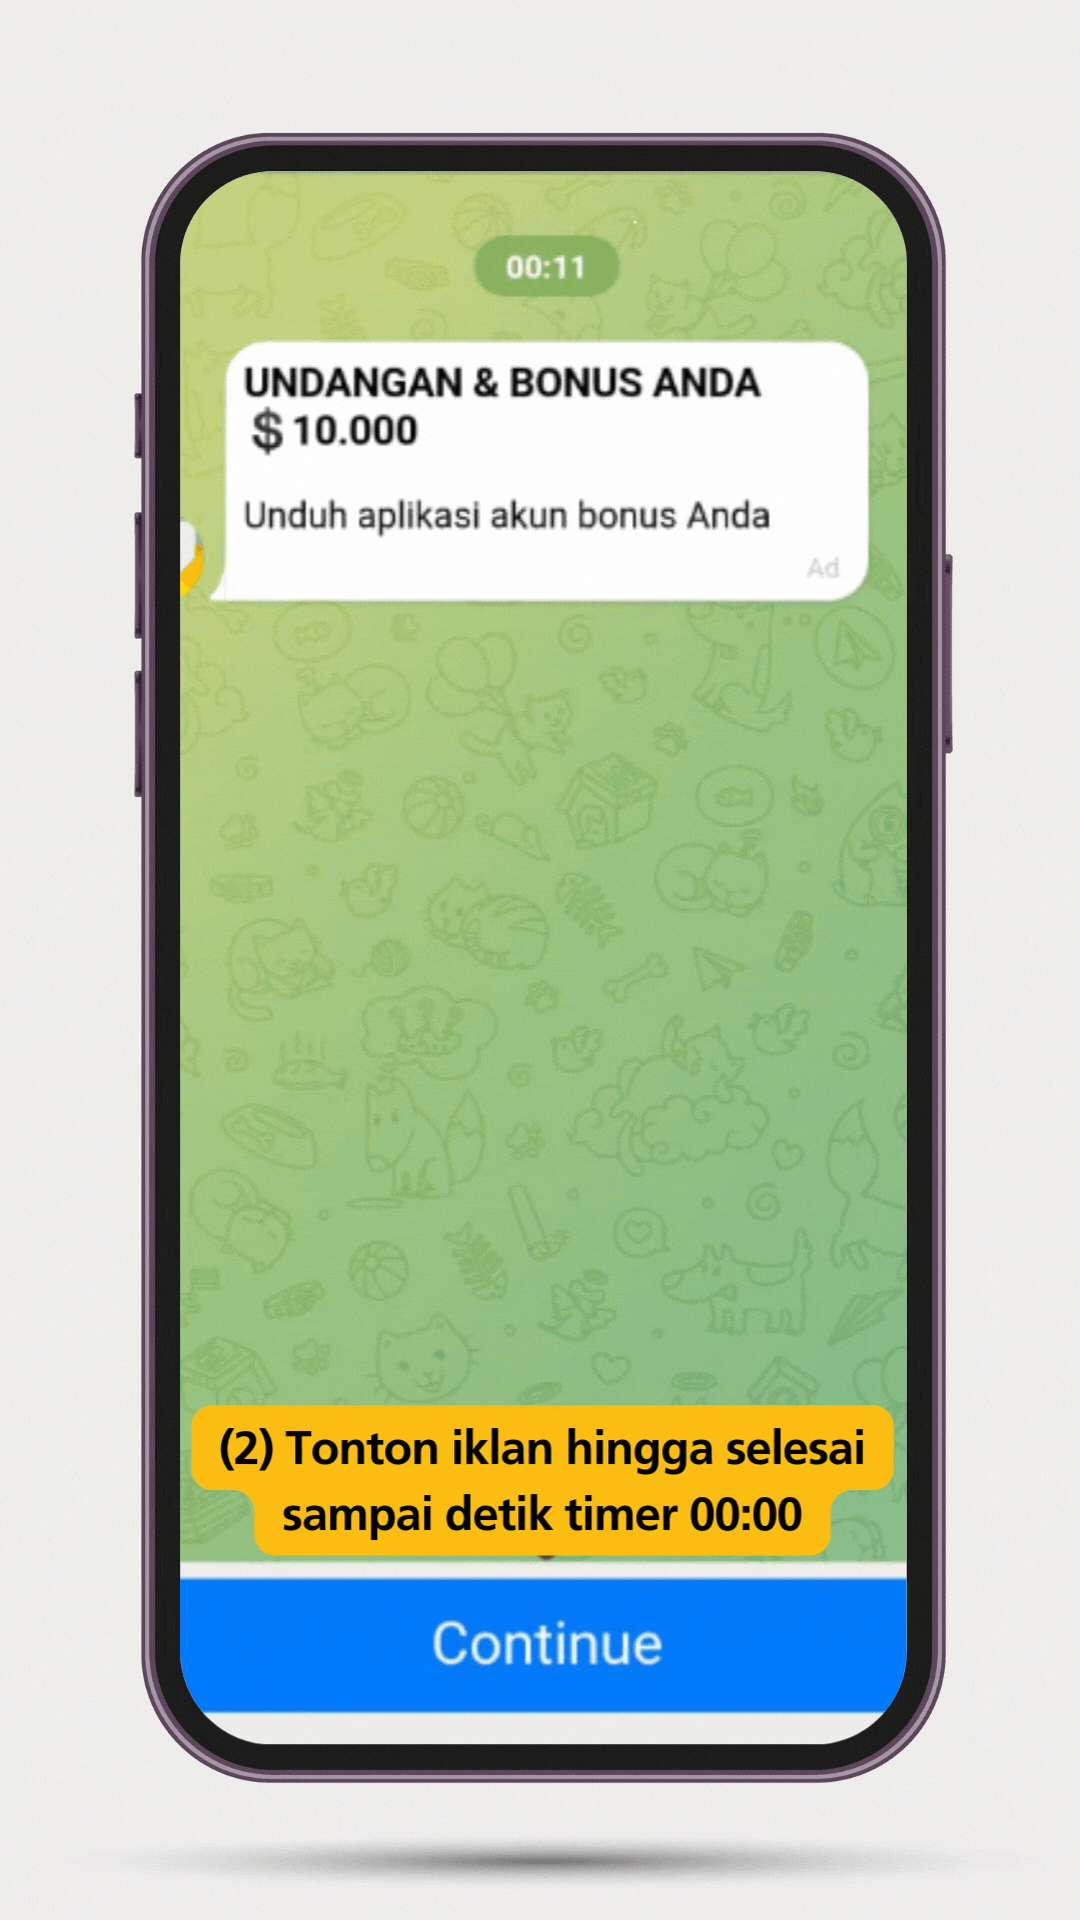 00:11
UNDANGAN & BONUS ANDA
$ 10.000
Unduh aplikasi akun bonus Anda
Ad
(2) Tonton iklan hingga selesai
sampai detik timer 00:00
Continue